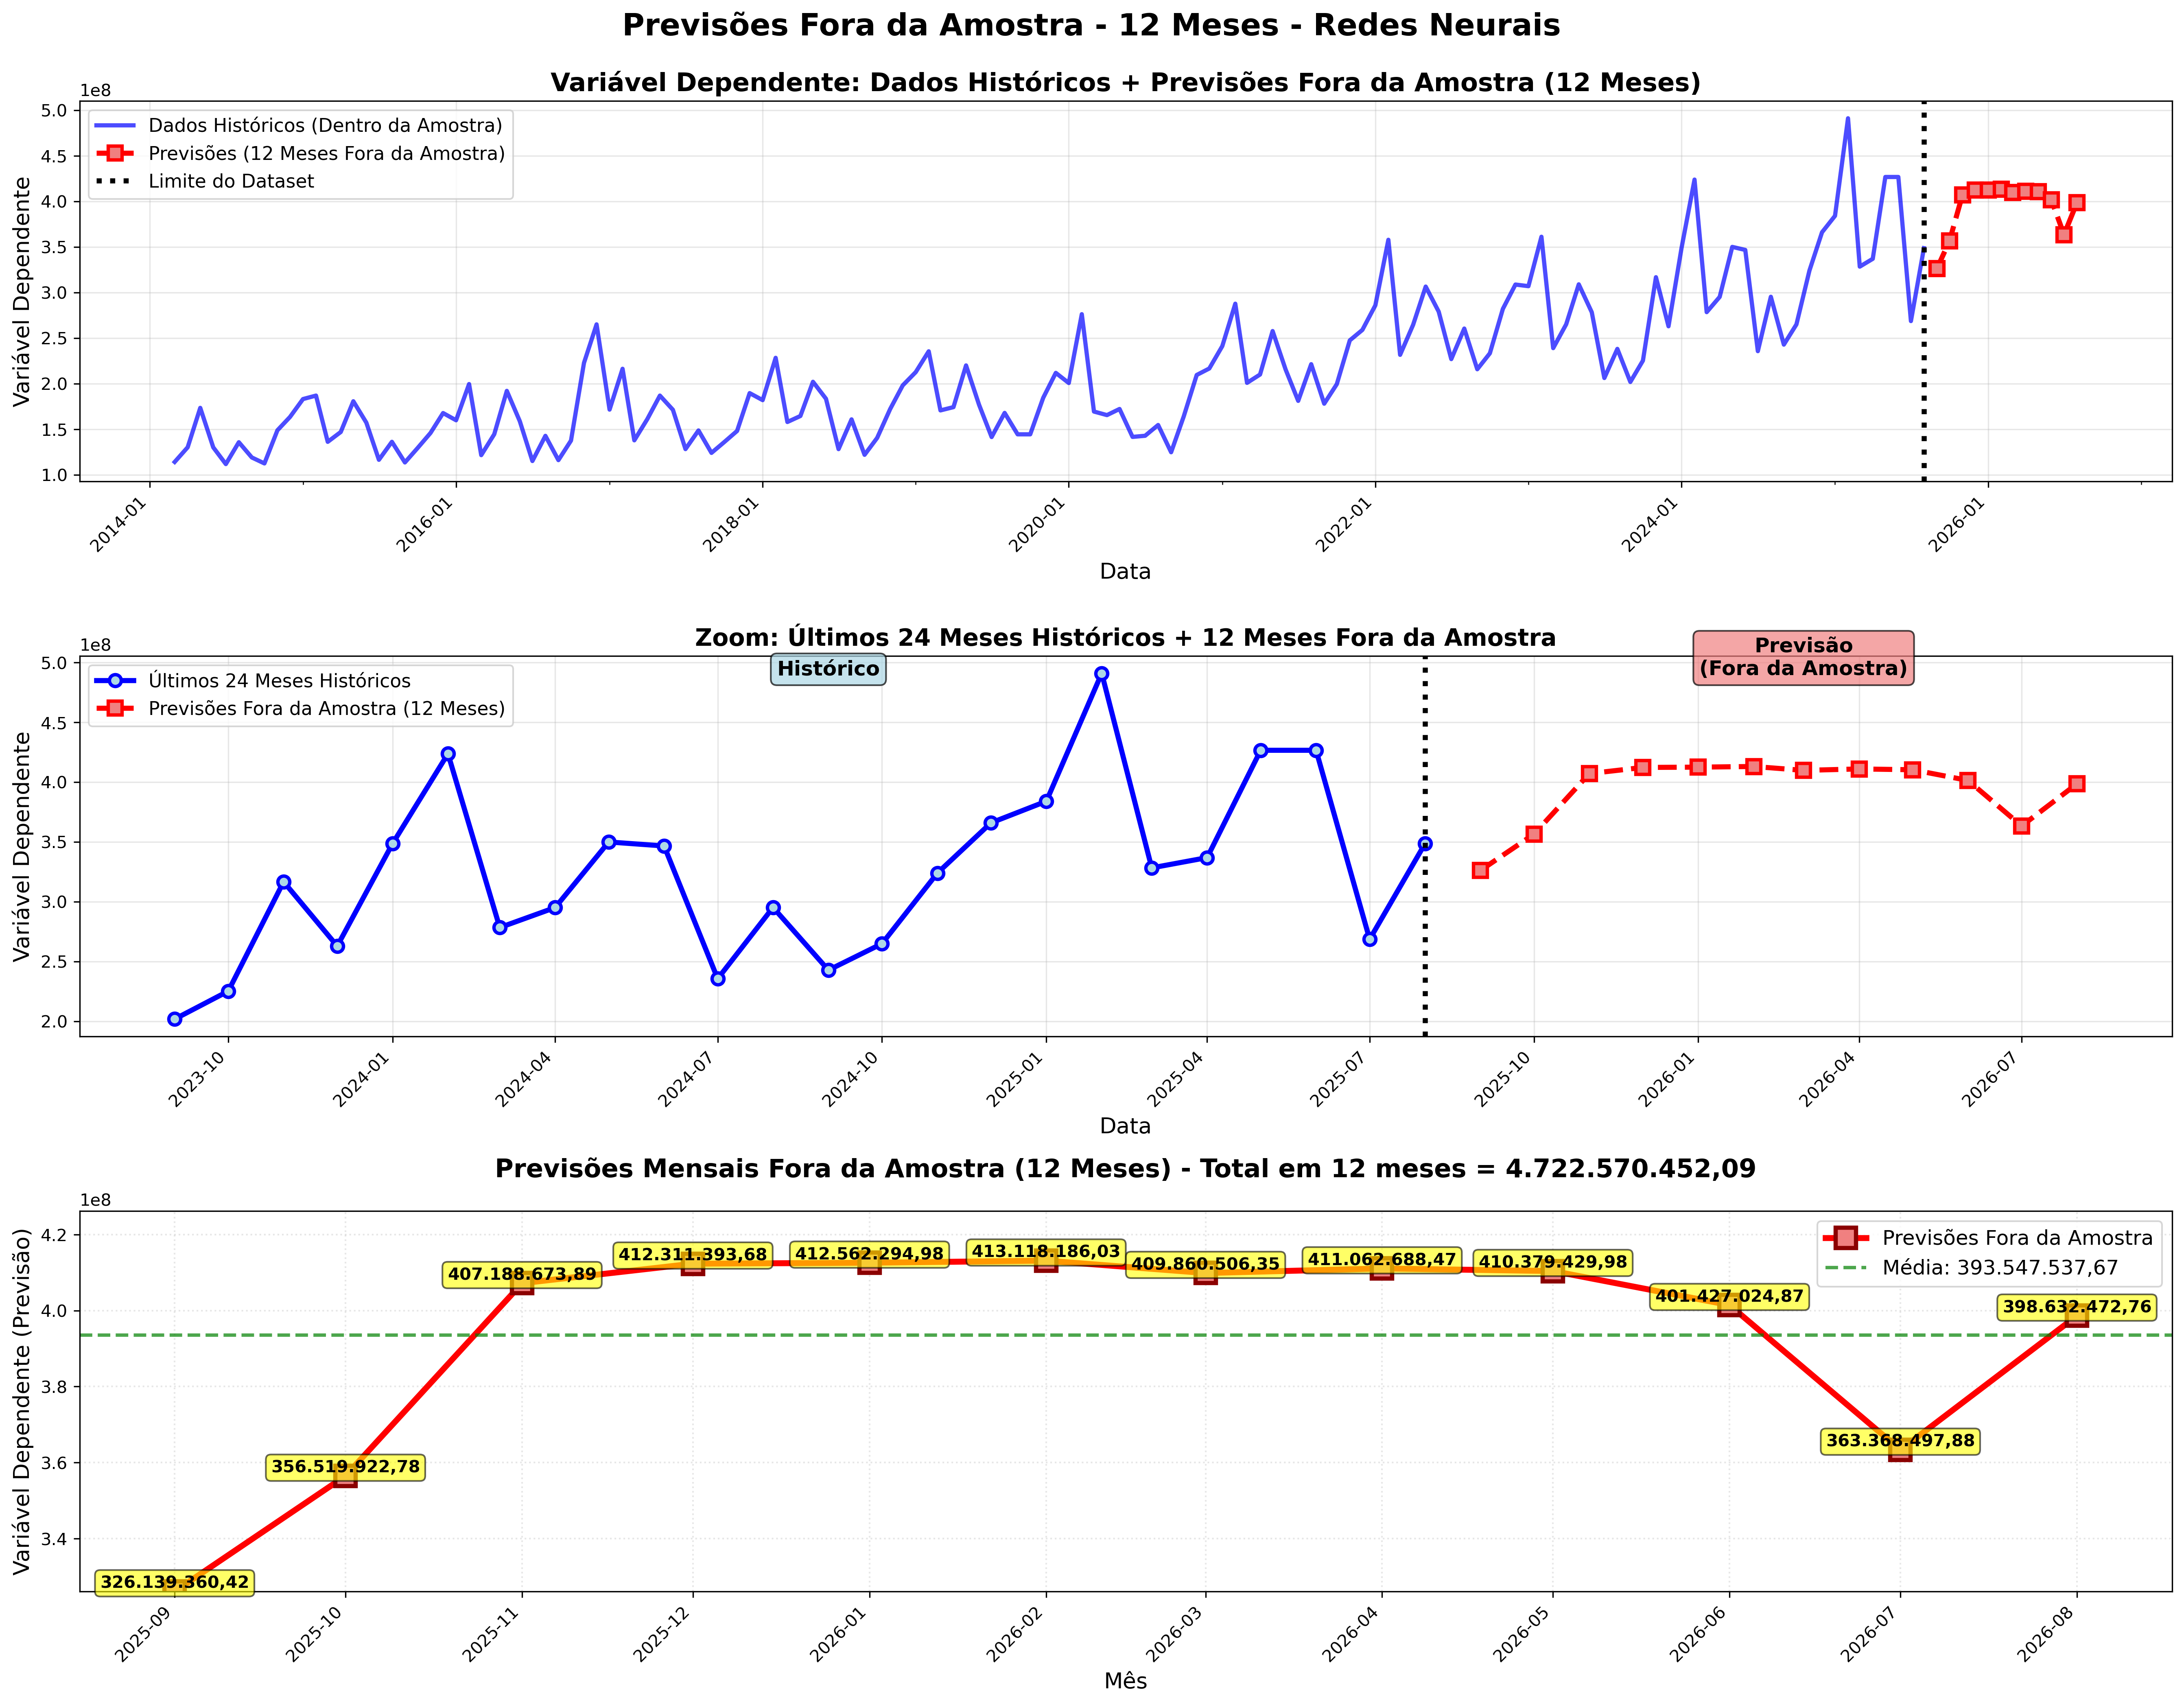 Previsões Fora da Amostra - 12 Meses - Redes Neurais
Variável Dependente: Dados Históricos + Previsões Fora da Amostra (12 Meses)
1e8
Dados Históricos (Dentro da Amostra)
Previsões (12 Meses Fora da Amostra)
Limite do Dataset
Variável Dependente
5.0
4.5
4.0
3.5
3.0
2.5
2.0
1.5
1.0
2014-01
2016-01
2018-01
2020-01
2022-01
2024-01
2026-01
Data
Zoom: Últimos 24 Meses Históricos + 12 Meses Fora da Amostra
1e8
Últimos 24 Meses Históricos
Previsões Fora da Amostra (12 Meses)
Histórico
Previsão
(Fora da Amostra)
Variável Dependente
5.0
4.5
4.0
3.5
3.0
2.5
2.0
2023-10
2024-01
2024-04
2024-07
2024-10
2025-01
2025-04
2025-07
2025-10
2026-01
2026-04
2026-07
Data
Previsões Mensais Fora da Amostra (12 Meses) - Total em 12 meses = 4.722.570.452,09
1e8
Previsões Fora da Amostra
Média: 393.547.537,67
Variável Dependente (Previsão)
4.2
4.0
3.8
3.6
3.4
326.139.360,42
356.519.922,78
407.188.673,89
412.311.393,68
412.562.294,98
413.118.186,03
409.860.506,35
411.062.688,47
410.379.429,98
401.427.024,87
363.368.497,88
398.632.472,76
2025-09
2025-10
2025-11
2025-12
2026-01
2026-02
2026-03
2026-04
2026-05
2026-06
2026-07
2026-08
Mês